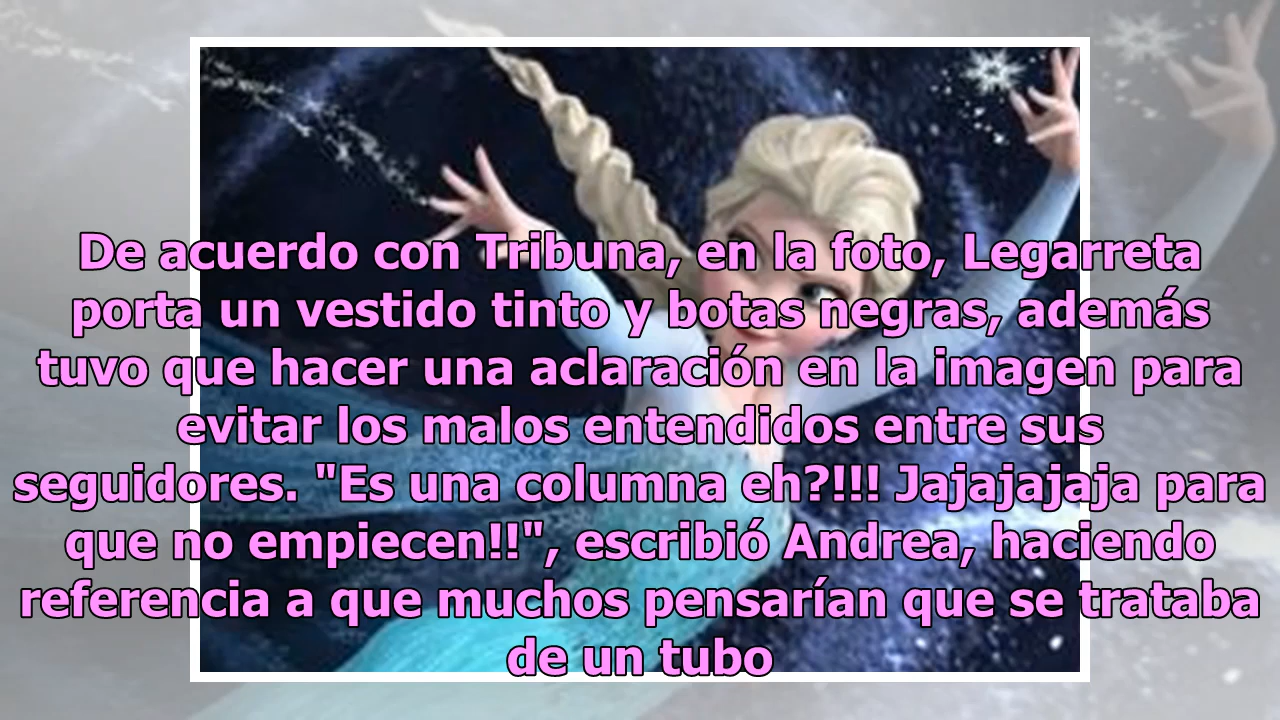 De acuerdo con Tribuna, en la foto, Legarreta
porta un vestido tinto y botas negras, además
tuvo que hacer una aclaración en la imagen para
evitar los malos entendidos entre sus
seguidores. "Es una columna eh?!!! Jajajajaja para
que no empiecen!!", escribió Andrea, haciendo
referencia a que muchos pensarían que se trataba
de un tubo